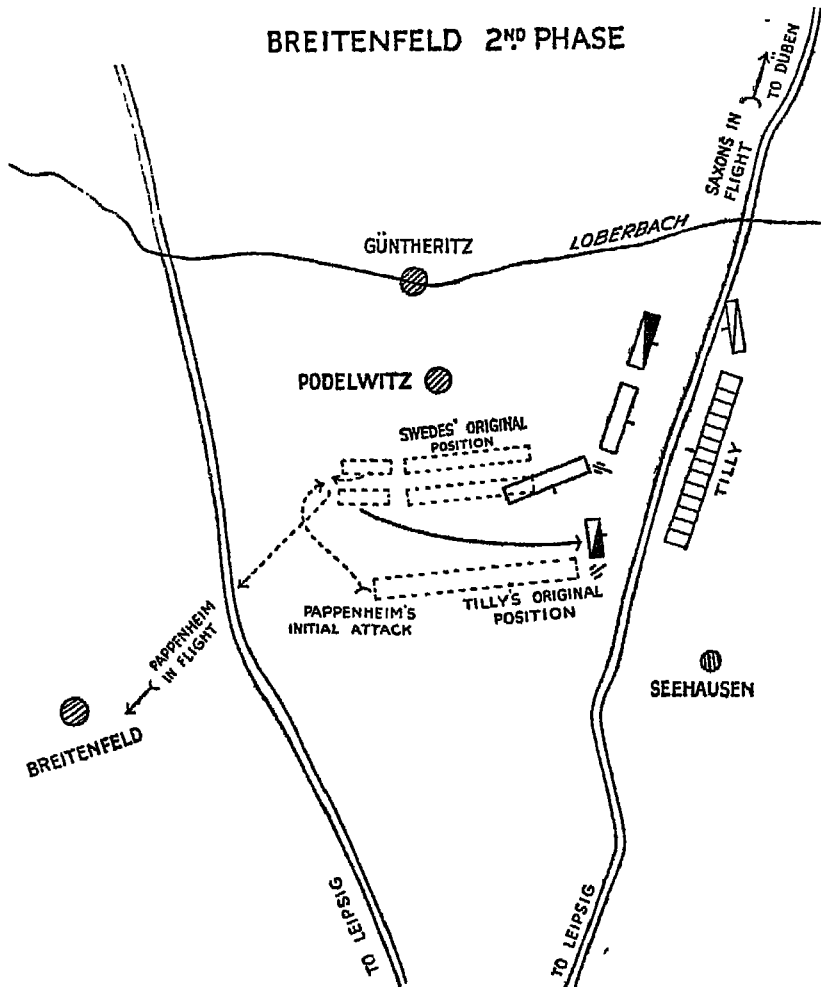 BREITENFELD 2ND PHASE
TO DÜBEN
SAXONS IN
FLIGHT
LOBERBACH
GÜNTHERITZ
PODELWITZ
SWEDES' ORIGINAL
POSITION
TILLY
PAPPENHEIM'S
INITIAL ATTACK
TILLY'S ORIGINAL
POSITION
PAPPENHEIM
IN FLIGHT
SEEHAUSEN
BREITENFELD
TO LEIPSIG
TO LEIPSIG